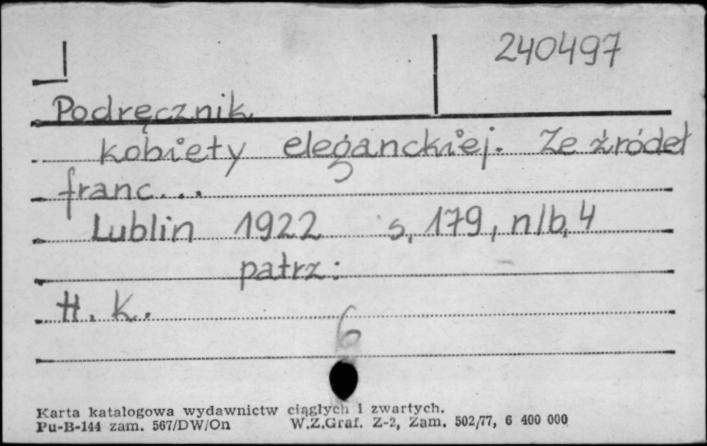 240497
Podręcznik
kobiety eleganckiej. Ze źródeł
franc...
Lublin 1922 s, 179, n/b, 4
patrz:
H. K.
6
Karta katalogowa wydawnictw ciągłych i zwartych.
Pu-B-144 zam. 567/DW/On W.Z.Graf. Z-2, Zam. 502/77, 6 400 000